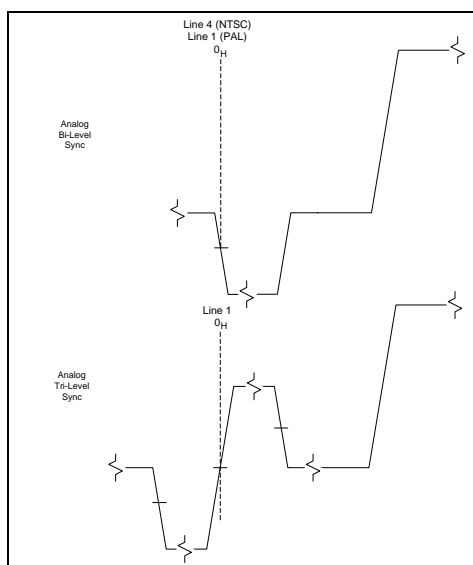 Line 4 (NTSC)
Line 1 (PAL)
0H
Analog
Bi-Level
Sync
Line 1
0H
Analog
Tri-Level
Sync